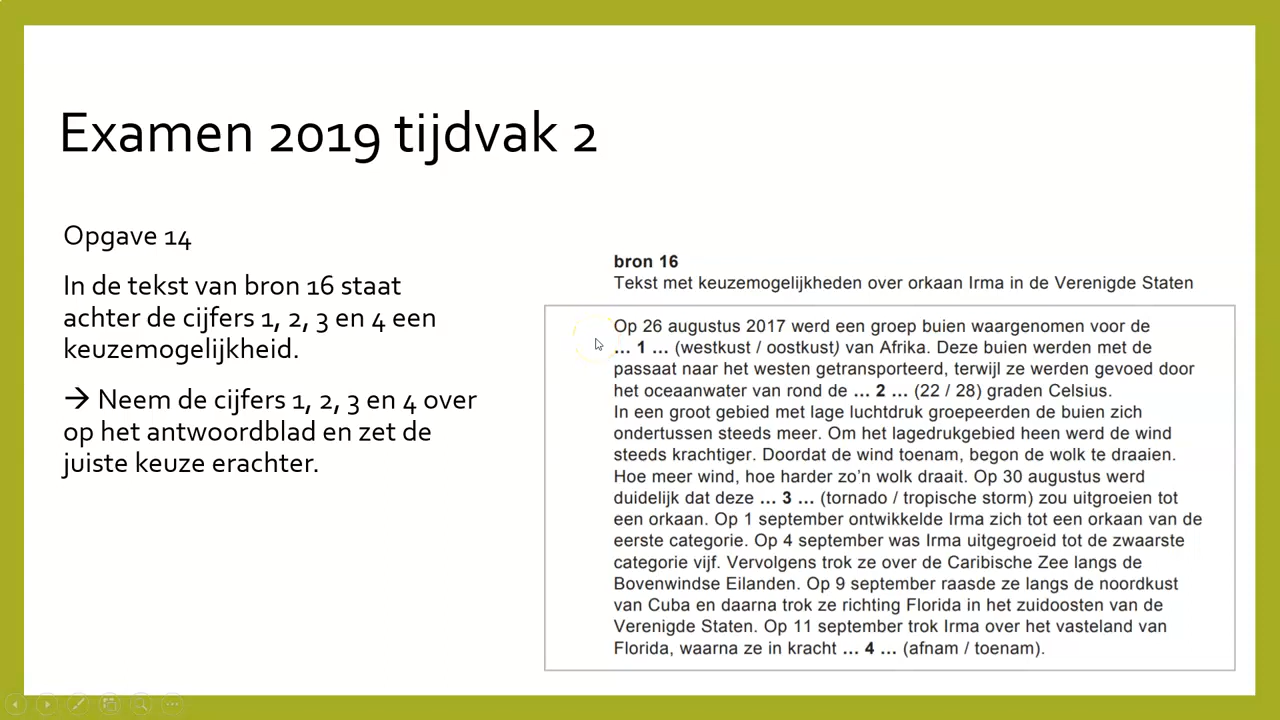 Examen 2019 tijdvak 2
Opgave 14
In de tekst van bron 16 staat
achter de cijfers 1, 2, 3 en 4 een
keuzemogelijkheid.
→ Neem de cijfers 1, 2, 3 en 4 over
op het antwoordblad en zet de
juiste keuze erachter.
bron 16
Tekst met keuzemogelijkheden over orkaan Irma in de Verenigde Staten
Op 26 augustus 2017 werd een groep buien waargenomen voor de
... 1 ... (westkust / oostkust) van Afrika. Deze buien werden met de
passaat naar het westen getransporteerd, terwijl ze werden gevoed door
het oceaanwater van rond de ... 2 ... (22 / 28) graden Celsius.
In een groot gebied met lage luchtdruk groepeerden de buien zich
ondertussen steeds meer. Om het lagedrukgebied heen werd de wind
steeds krachtiger. Doordat de wind toenam, begon de wolk te draaien.
Hoe meer wind, hoe harder zo'n wolk draait. Op 30 augustus werd
duidelijk dat deze ... 3 ... (tornado / tropische storm) zou uitgroeien tot
een orkaan. Op 1 september ontwikkelde Irma zich tot een orkaan van de
eerste categorie. Op 4 september was Irma uitgegroeid tot de zwaarste
categorie vijf. Vervolgens trok ze over de Caribische Zee langs de
Bovenwindse Eilanden. Op 9 september raasde ze langs de noordkust
van Cuba en daarna trok ze richting Florida in het zuidoosten van de
Verenigde Staten. Op 11 september trok Irma over het vasteland van
Florida, waarna ze in kracht ... 4 ... (afnam / toenam).